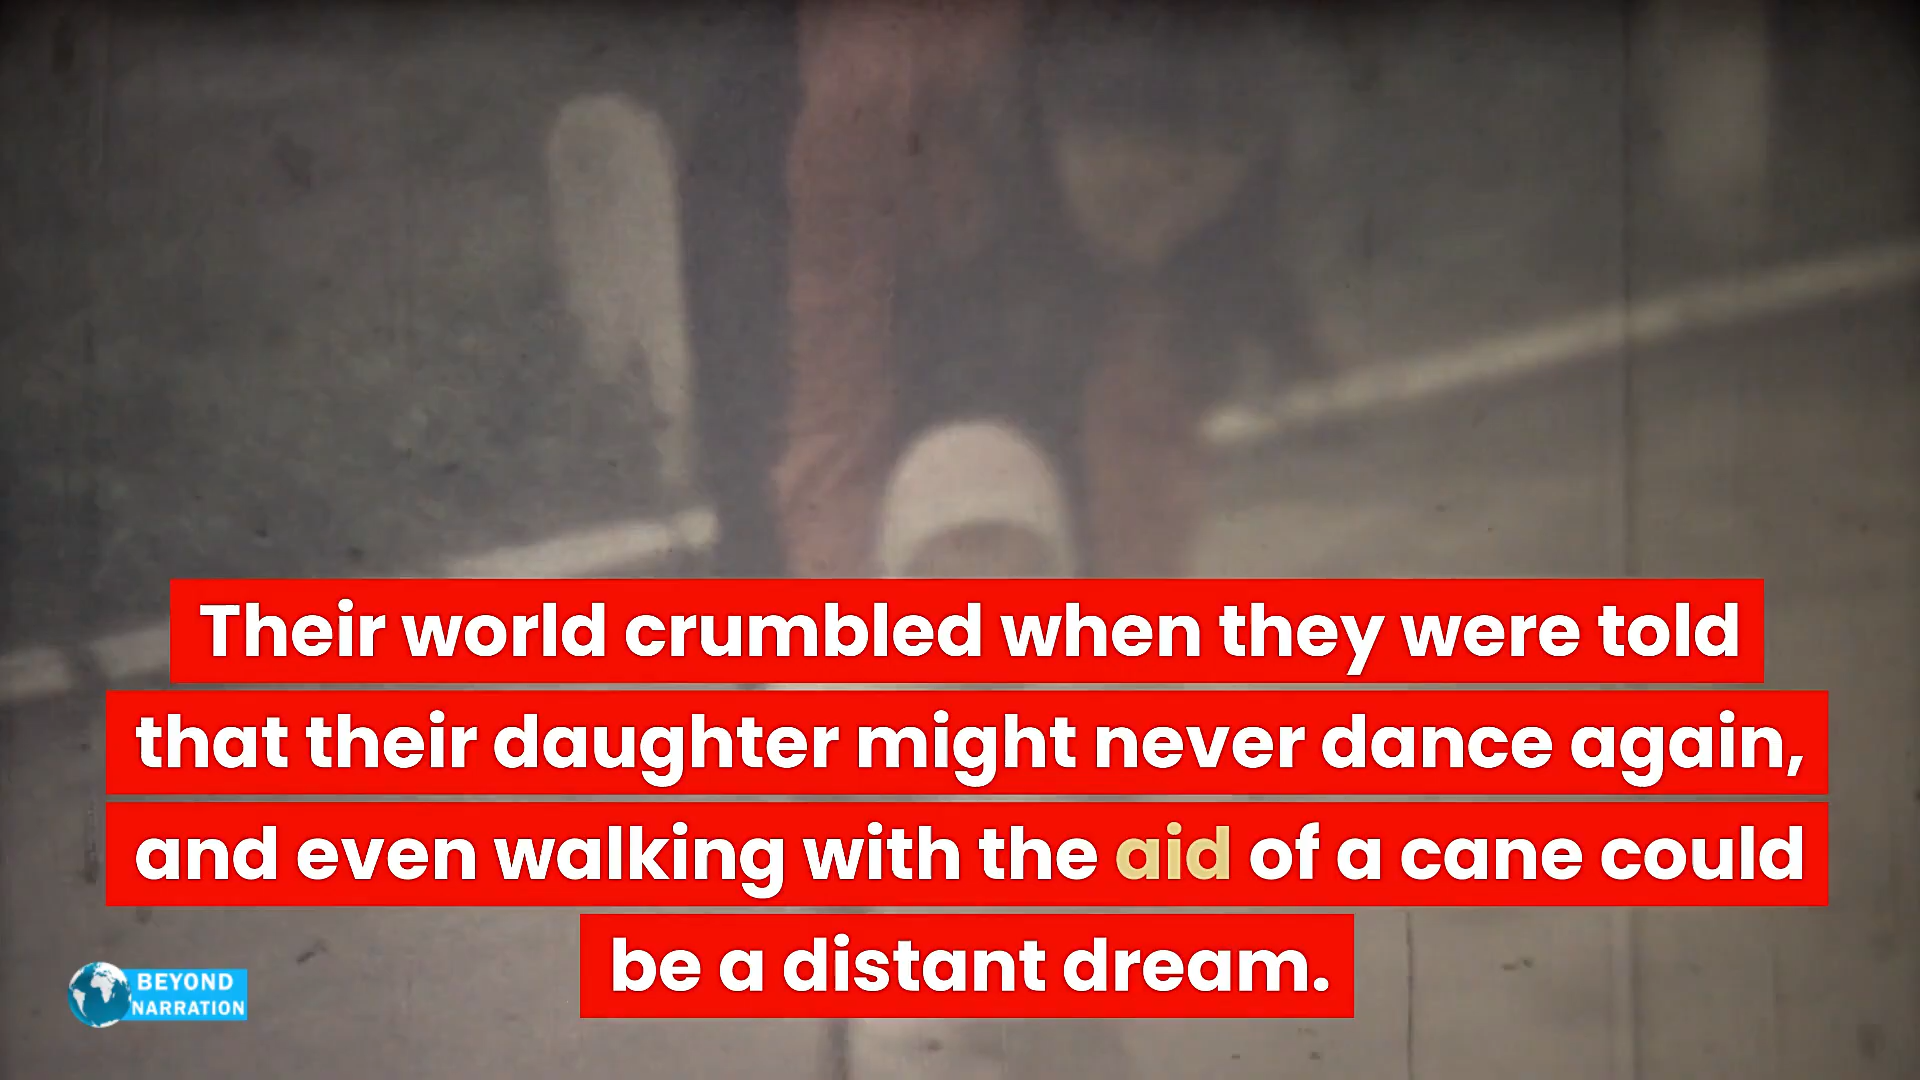 Their world crumbled when they were told
that their daughter might never dance again,
and even walking with the aid of a cane could
be a distant dream.
BEYOND
NARRATION